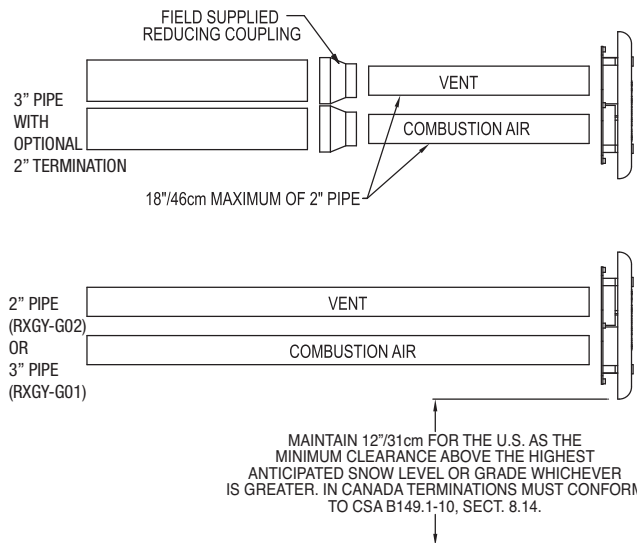 FIELD SUPPLIED
REDUCING COUPLING
3” PIPE
WITH
OPTIONAL
2” TERMINATION
VENT
COMBUSTION AIR
18"/46cm MAXIMUM OF 2" PIPE
2” PIPE
(RXGY-G02)
OR
3” PIPE
(RXGY-G01)
VENT
COMBUSTION AIR
MAINTAIN 12"/31cm FOR THE U.S. AS THE
MINIMUM CLEARANCE ABOVE THE HIGHEST
ANTICIPATED SNOW LEVEL OR GRADE WHICHEVER
IS GREATER. IN CANADA TERMINATIONS MUST CONFORM
TO CSA B149.1-10, SECT. 8.14.